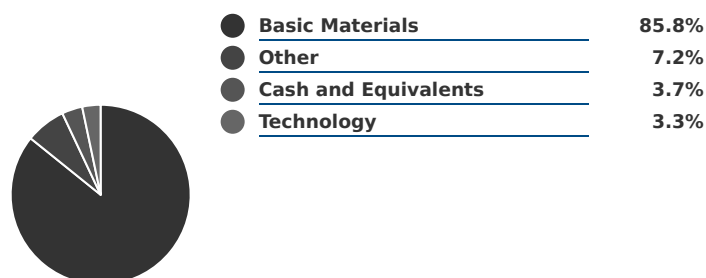 Basic Materials 85.8%
Other 7.2%
Cash and Equivalents 3.7%
Technology 3.3%